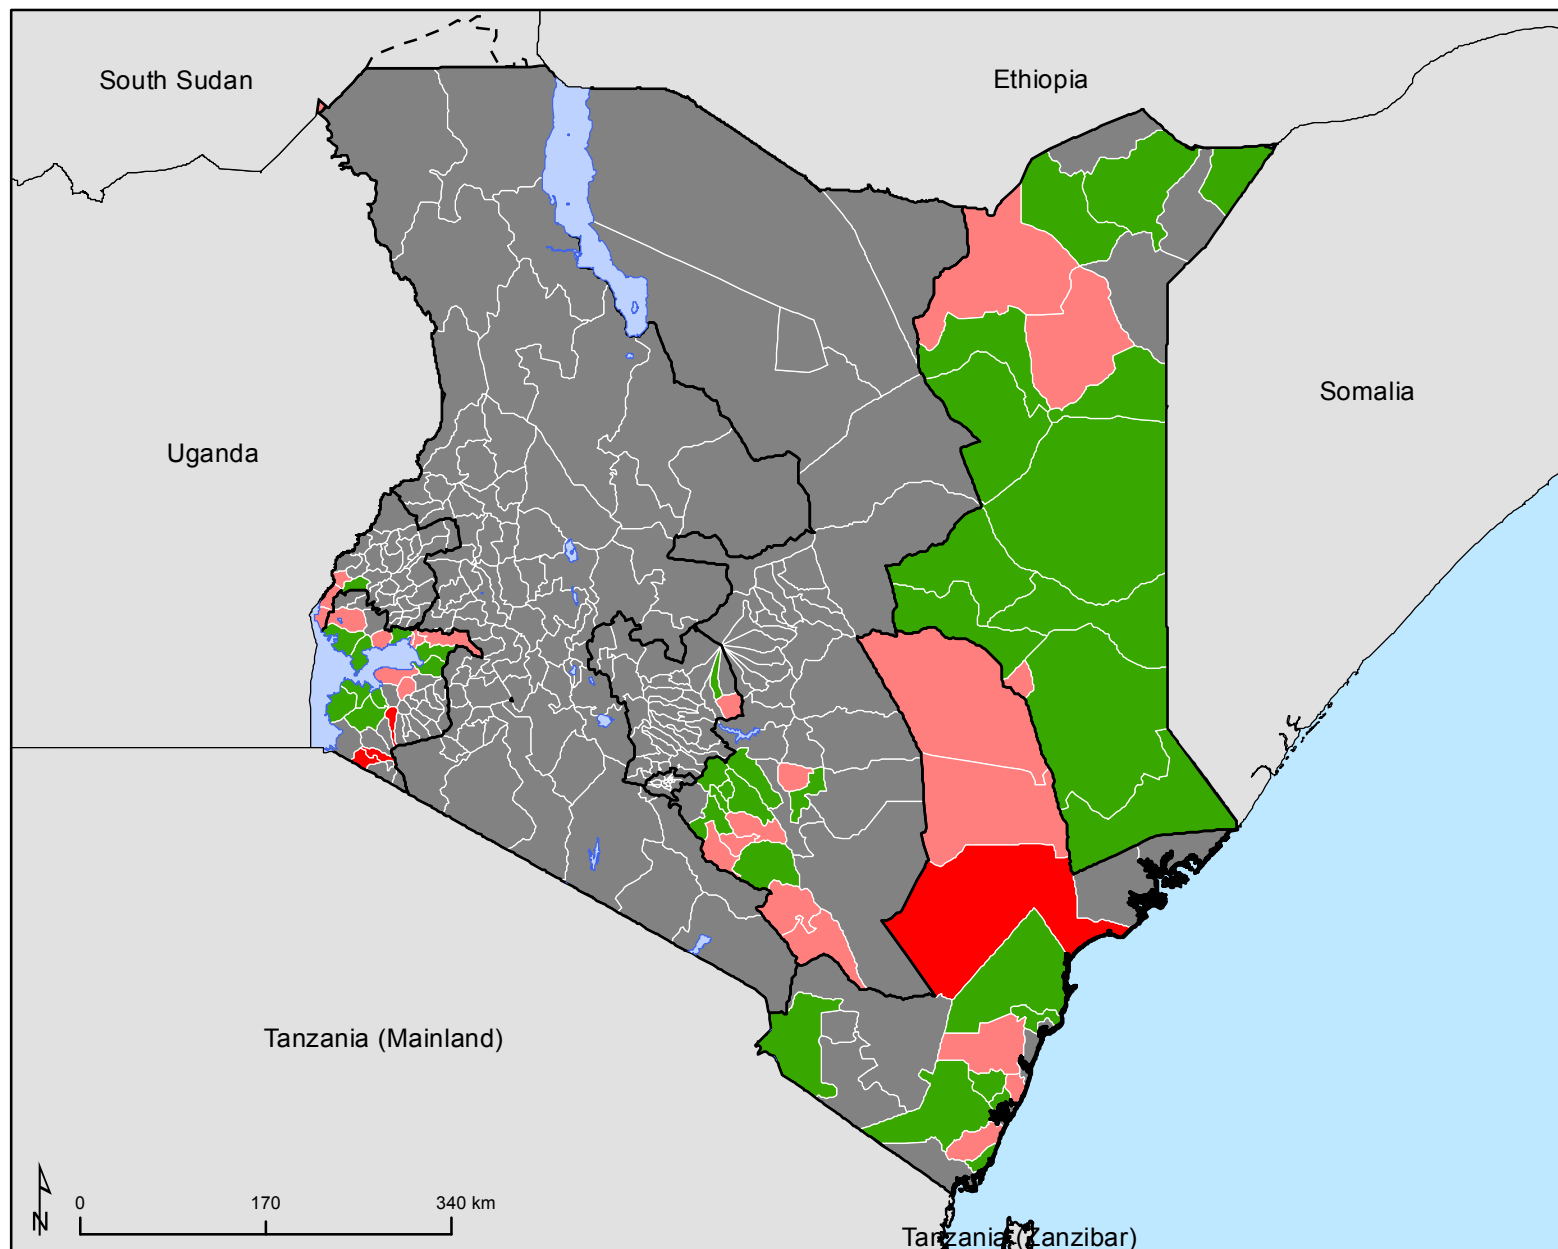 South Sudan
Ethiopia
Somalia
Uganda
Tanzania (Mainland)
N
0
170
340 km
Tanzania (Zanzibar)